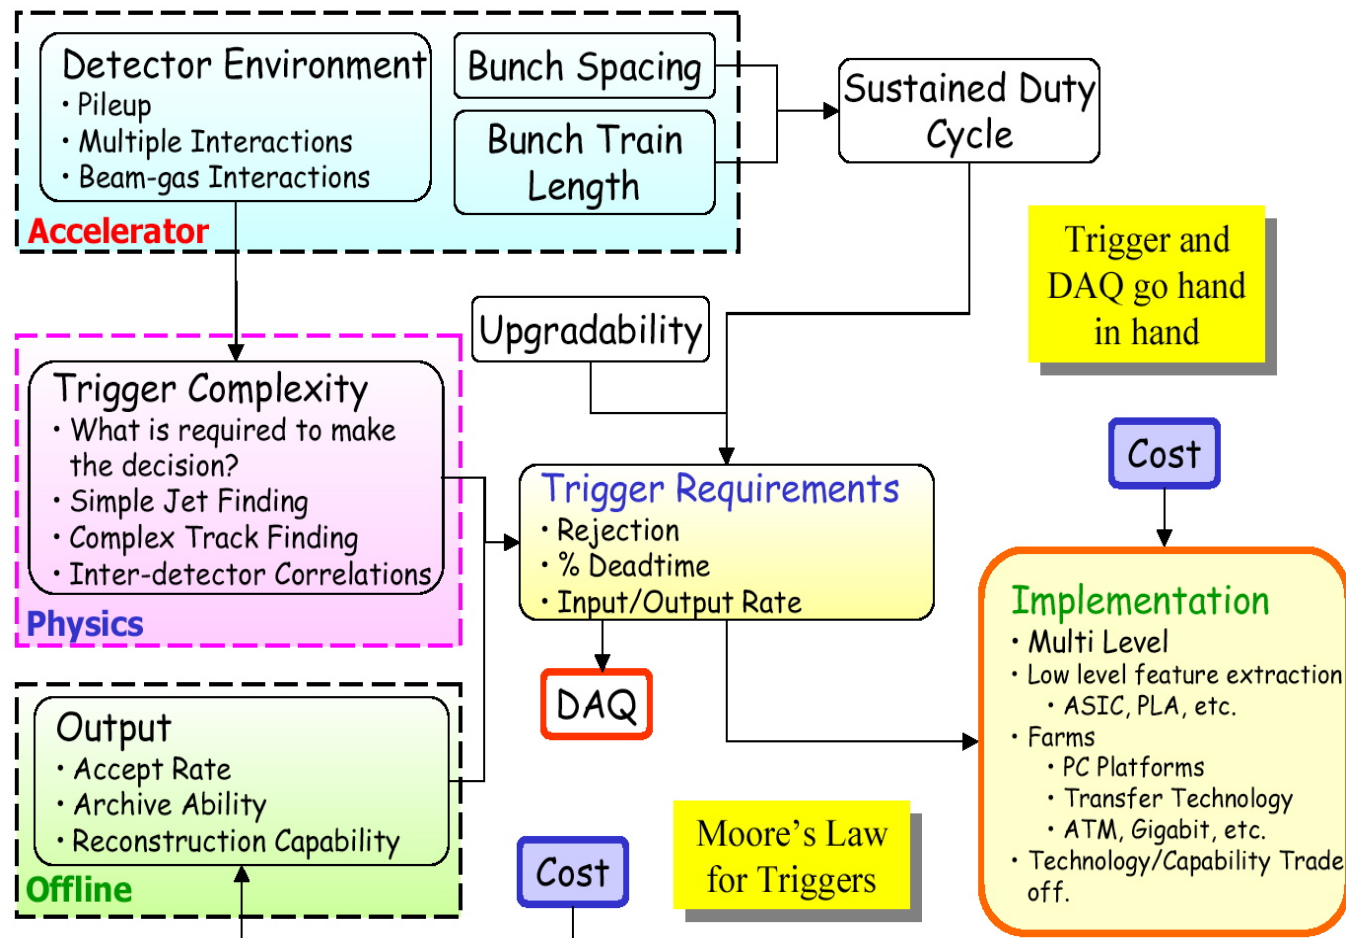 Detector Environment
• Pileup
• Multiple Interactions
• Beam-gas Interactions
Accelerator
Bunch Spacing
Bunch Train
Length
Sustained Duty
Cycle
Trigger and
DAQ go hand
in hand
Upgradability
Trigger Complexity
• What is required to make
the decision?
• Simple Jet Finding
• Complex Track Finding
• Inter-detector Correlations
Physics
Trigger Requirements
• Rejection
• % Deadtime
• Input/Output Rate
Cost
DAQ
Implementation
• Multi Level
• Low level feature extraction
• ASIC, PLA, etc.
• Farms
• PC Platforms
• Transfer Technology
• ATM, Gigabit, etc.
• Technology/Capability Trade
off.
Output
• Accept Rate
• Archive Ability
• Reconstruction Capability
Offline
Cost
Moore's Law
for Triggers